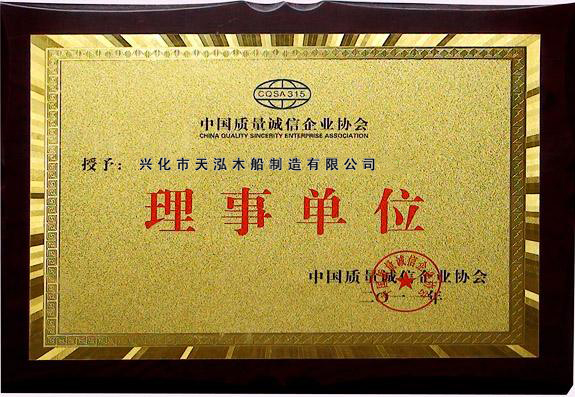 CQSA315
中国质量诚信企业协会
CHINA QUALITY SINCERITY ENTERPRISE ASSOCIATION
授予：兴化市天泓木船制造有限公司
理事单位
中国质量诚信企业协会
二〇一 年